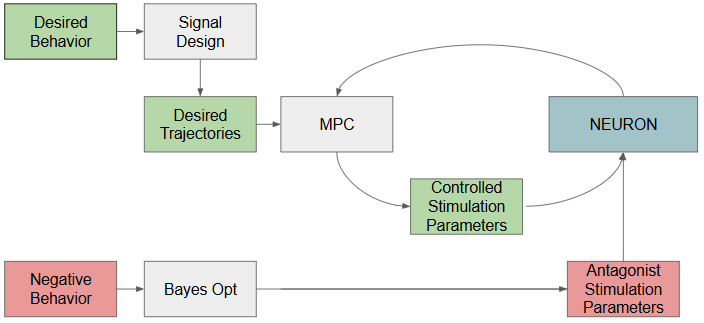 Desired
Behavior
Signal
Design
Desired
Trajectories
MPC
NEURON
Controlled
Stimulation
Parameters
Negative
Behavior
Bayes Opt
Antagonist
Stimulation
Parameters